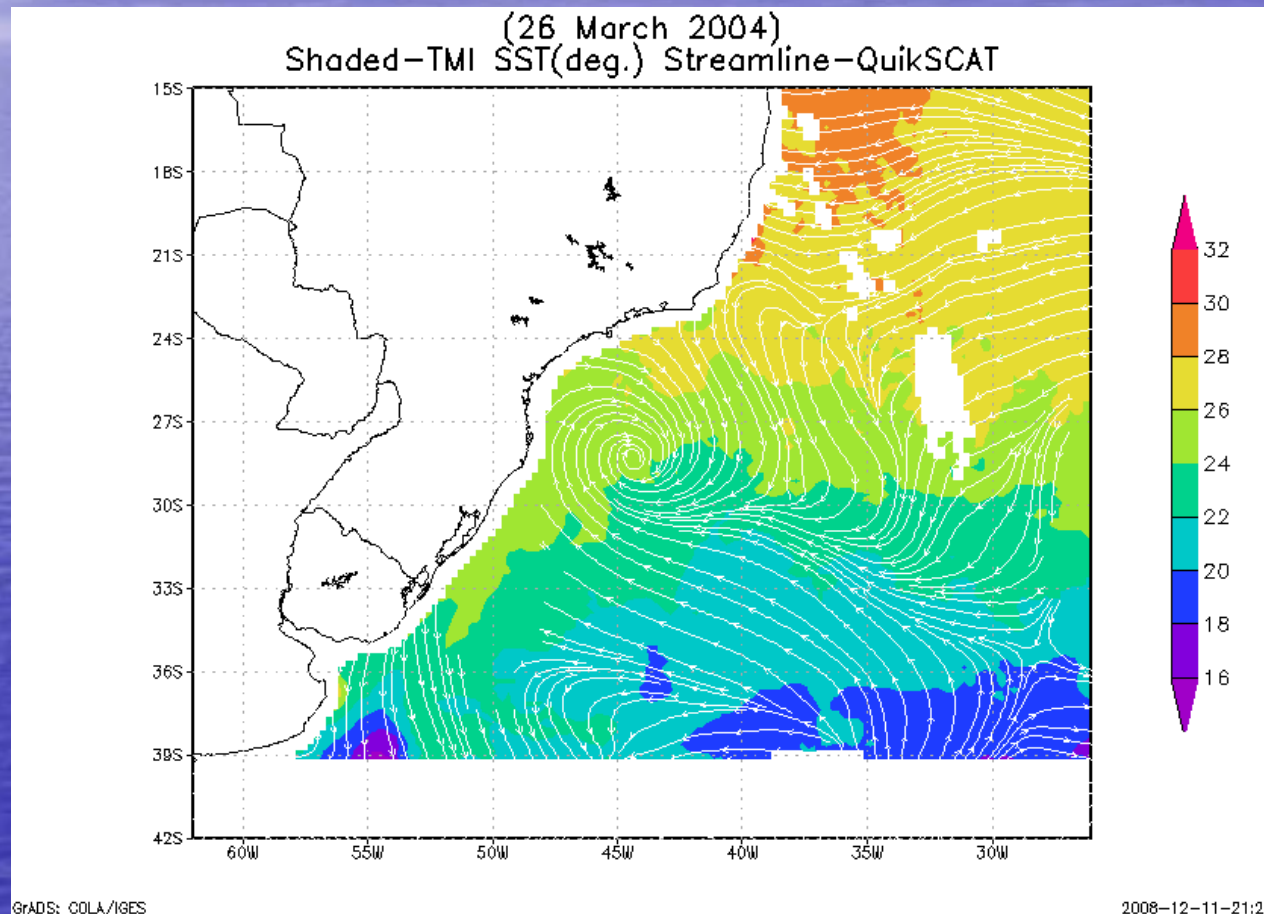 (26 March 2004)
Shaded-TMI SST(deg.) Streamline-QuikSCAT
15S
18S
21S
24S
27S
30S
33S
36S
39S
42S
60W 55W 50W 45W 40W 35W 30W
32
30
28
26
24
22
20
18
16
GrADS: COLA/IGES
2008-12-11-21:2